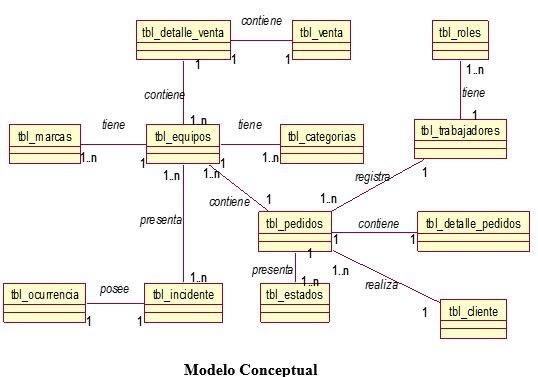 contiene
tbl_detalle_venta
tbl_venta
tbl_roles
1
1
1
1..n
contiene
tiene
1..n
1
tbl_marcas
tiene
tbl_equipos
tiene
tbl_categorias
tbl_trabajadores
1..n
1
1..n
1..n
1
1..n
registra
1
contiene
1
1..n
presenta
tbl_pedidos
contiene
tbl_detalle_pedidos
1
1
1
presenta
1..n
1..n
1..n
realiza
tbl_ocurrencia
posee
tbl_incidente
tbl_estados
1
tbl_cliente
1
1
Modelo Conceptual